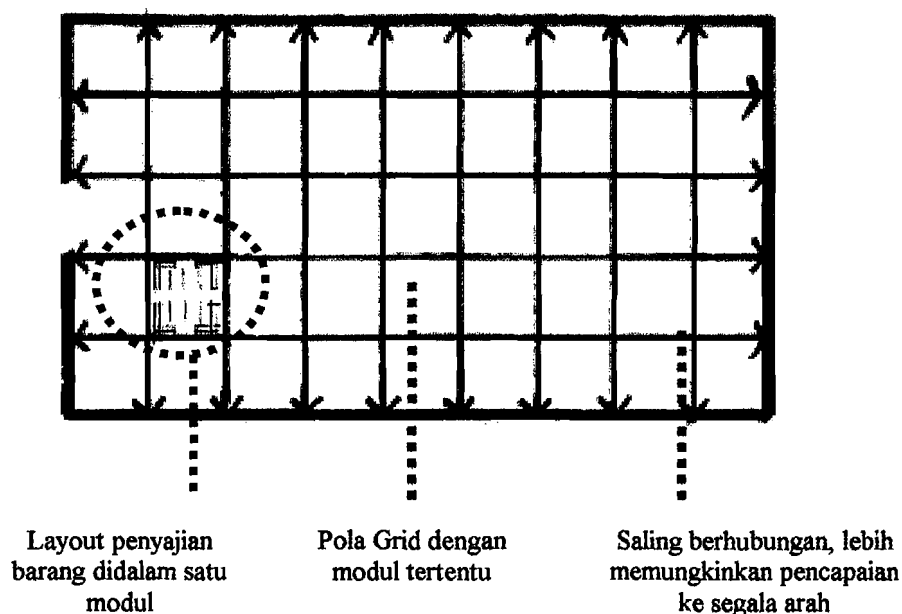 Layout penyajian
barang didalam satu
modul
Pola Grid dengan
modul tertentu
Saling berhubungan, lebih
memungkinkan pencapaian
ke segala arah